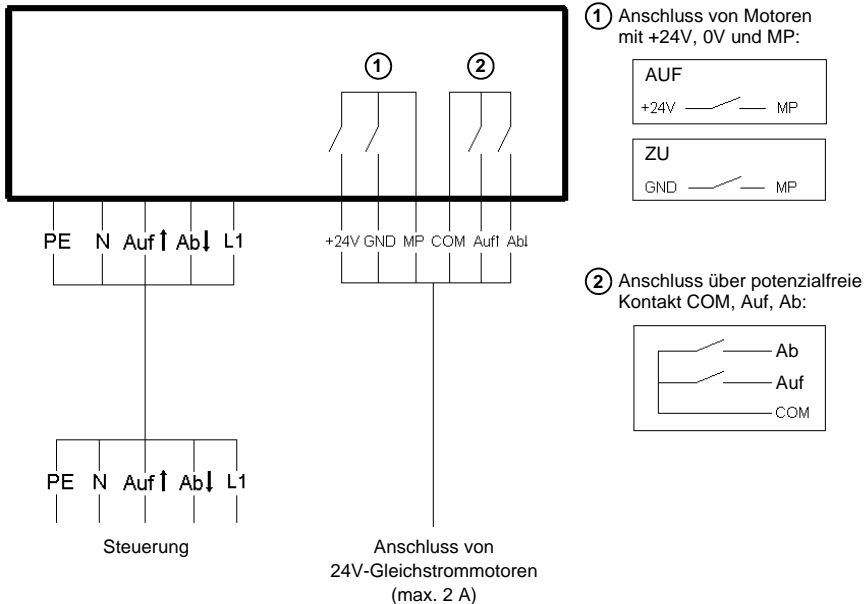 1 Anschluss von Motoren
mit +24V, 0V und MP:
AUF
+24V MP
ZU
GND MP
1 2
PE N Auf ↑ Ab ↓ L1
+24V GND MP COM Auf↑ Ab↓
2 Anschluss über potenzialfreie
Kontakt COM, Auf, Ab:
Ab
Auf
COM
PE N Auf ↑ Ab ↓ L1
Steuerung
Anschluss von
24V-Gleichstrommotoren
(max. 2 A)